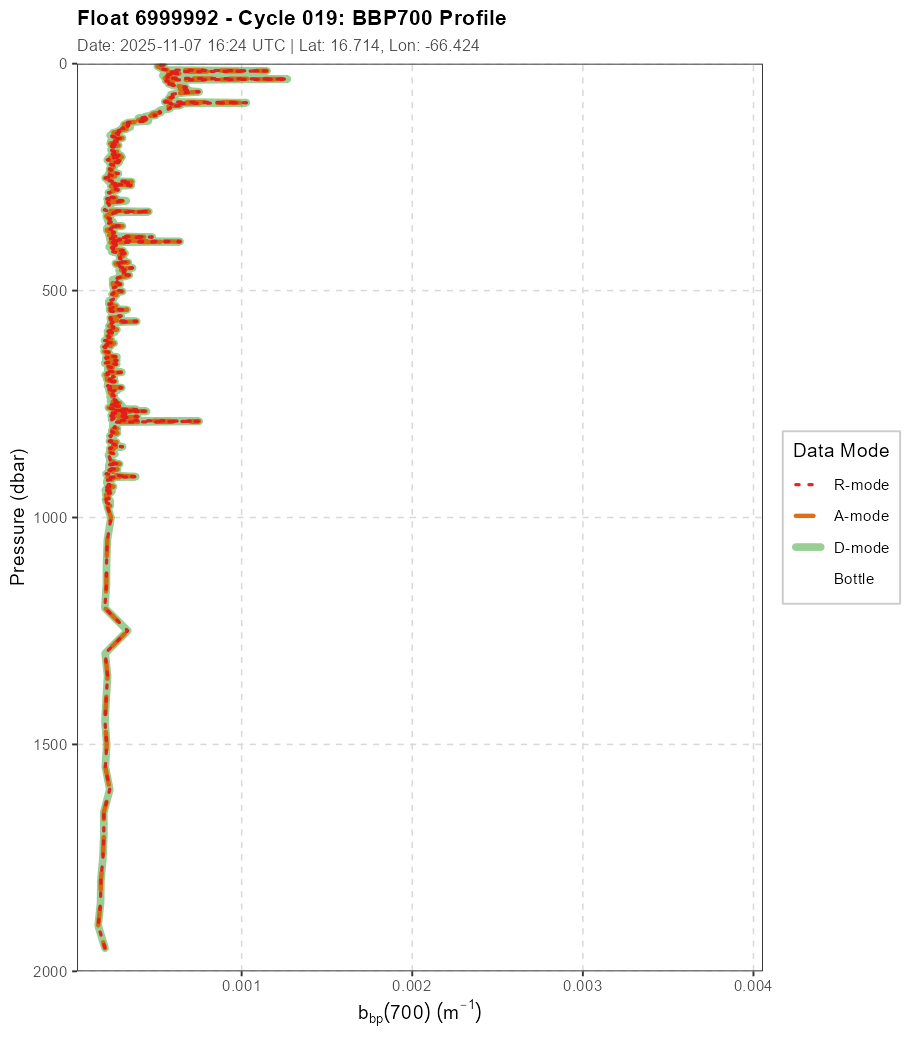 Float 6999992 - Cycle 019: BBP700 Profile
Date: 2025-11-07 16:24 UTC | Lat: 16.714, Lon: -66.424
0
500
1000
1500
2000
Pressure (dbar)
0.001 0.002 0.003 0.004
b_bp(700) (m⁻¹)
Data Mode
R-mode
A-mode
D-mode
Bottle